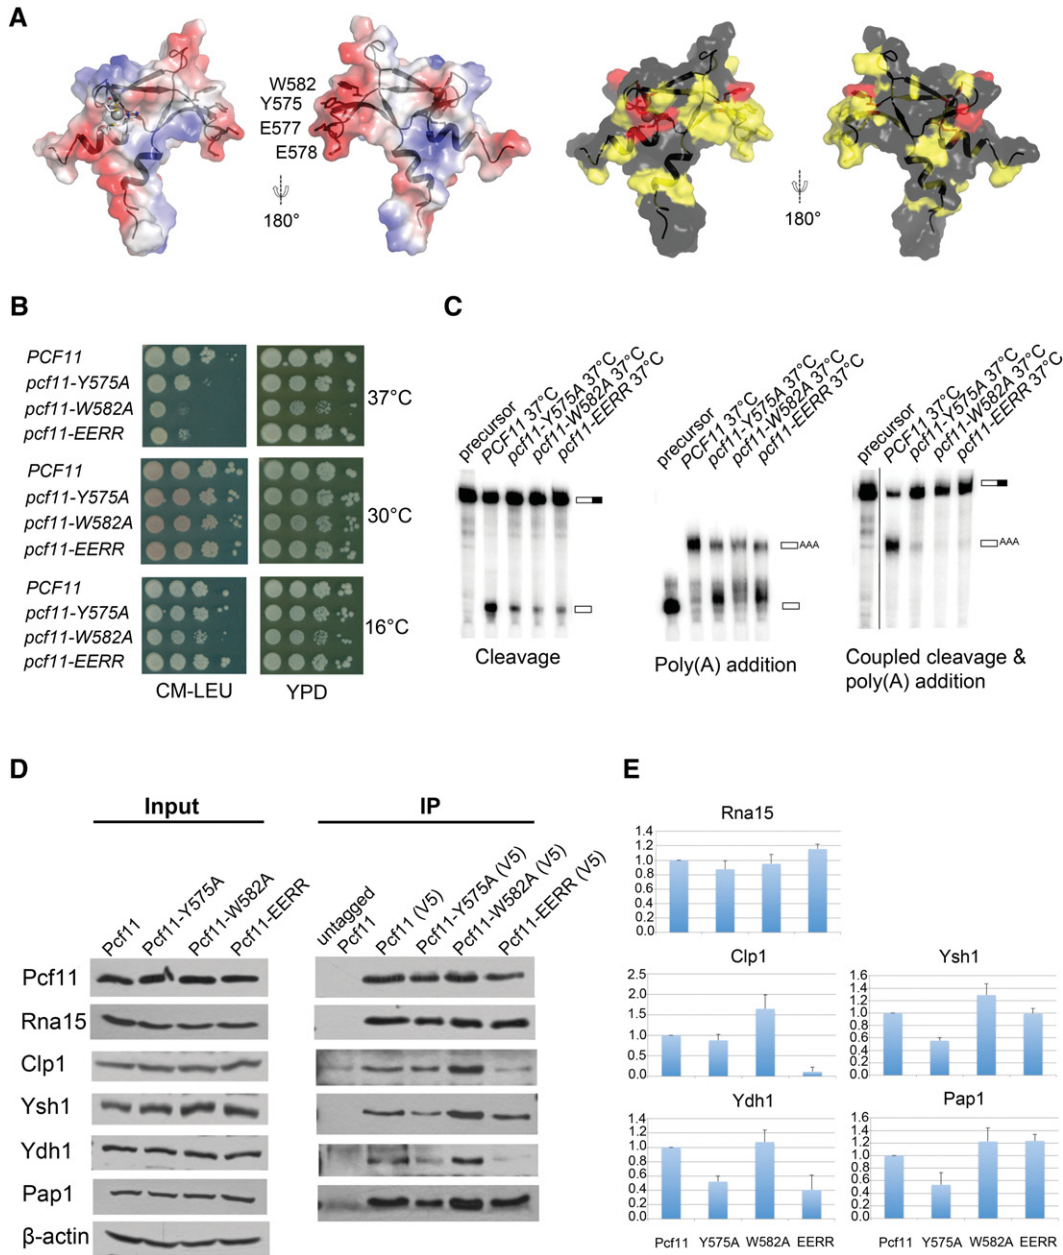 A
W582
Y575
E577
E578
180°
180°
B
PCF11
pcf11-Y575A
pcf11-W582A
pcf11-EERR
37°C
PCF11
pcf11-Y575A
pcf11-W582A
pcf11-EERR
30°C
PCF11
pcf11-Y575A
pcf11-W582A
pcf11-EERR
16°C
CM-LEU
YPD
C
precursor
PCF11 37°C
pcf11-Y575A 37°C
pcf11-W582A 37°C
pcf11-EERR 37°C
Cleavage
precursor
PCF11 37°C
pcf11-Y575A 37°C
pcf11-W582A 37°C
pcf11-EERR 37°C
AAA
Poly(A) addition
precursor
PCF11 37°C
pcf11-Y575A 37°C
pcf11-W582A 37°C
pcf11-EERR 37°C
AAA
Coupled cleavage &
poly(A) addition
D
Input
Pcf11
Pcf11-Y575A
Pcf11-W582A
Pcf11-EERR
IP
untagged
Pcf11
Pcf11 (V5)
Pcf11-Y575A (V5)
Pcf11-W582A (V5)
Pcf11-EERR (V5)
Pcf11
Rna15
Clp1
Ysh1
Ydh1
Pap1
β-actin
E
Rna15
1.4
1.2
1.0
0.8
0.6
0.4
0.2
0.0
Clp1
2.5
2.0
1.5
1.0
0.5
0.0
Ysh1
1.6
1.4
1.2
1.0
0.8
0.6
0.4
0.2
0.0
Ydh1
1.4
1.2
1.0
0.8
0.6
0.4
0.2
0.0
Pcf11 Y575A W582A EERR
Pap1
1.6
1.4
1.2
1.0
0.8
0.6
0.4
0.2
0.0
Pcf11 Y575A W582A EERR